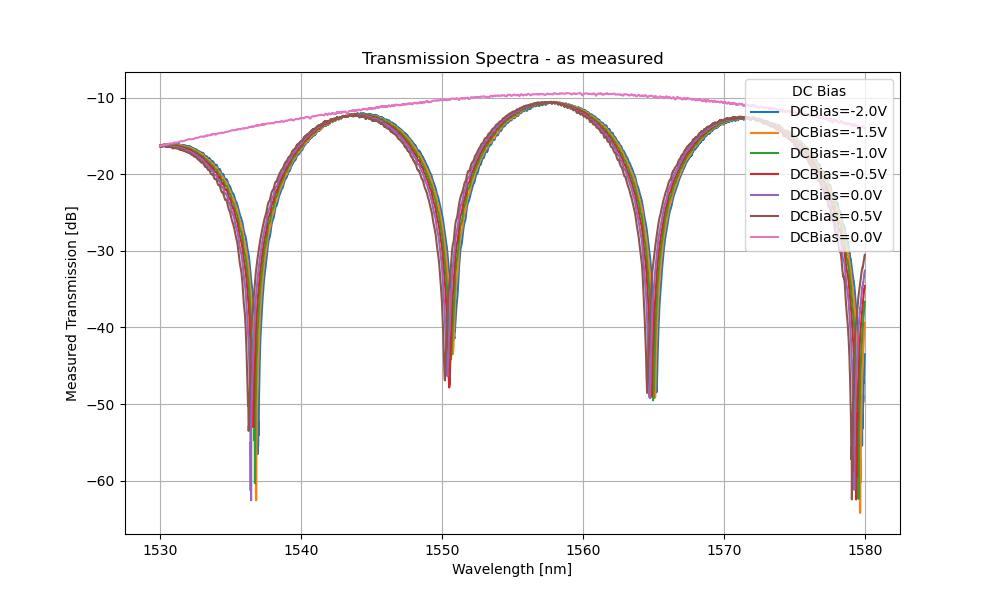 Transmission Spectra - as measured
DC Bias
DCBias=-2.0V
DCBias=-1.5V
DCBias=-1.0V
DCBias=-0.5V
DCBias=0.0V
DCBias=0.5V
DCBias=0.0V
Measured Transmission [dB]
−10
−20
−30
−40
−50
−60
1530 1540 1550 1560 1570 1580
Wavelength [nm]